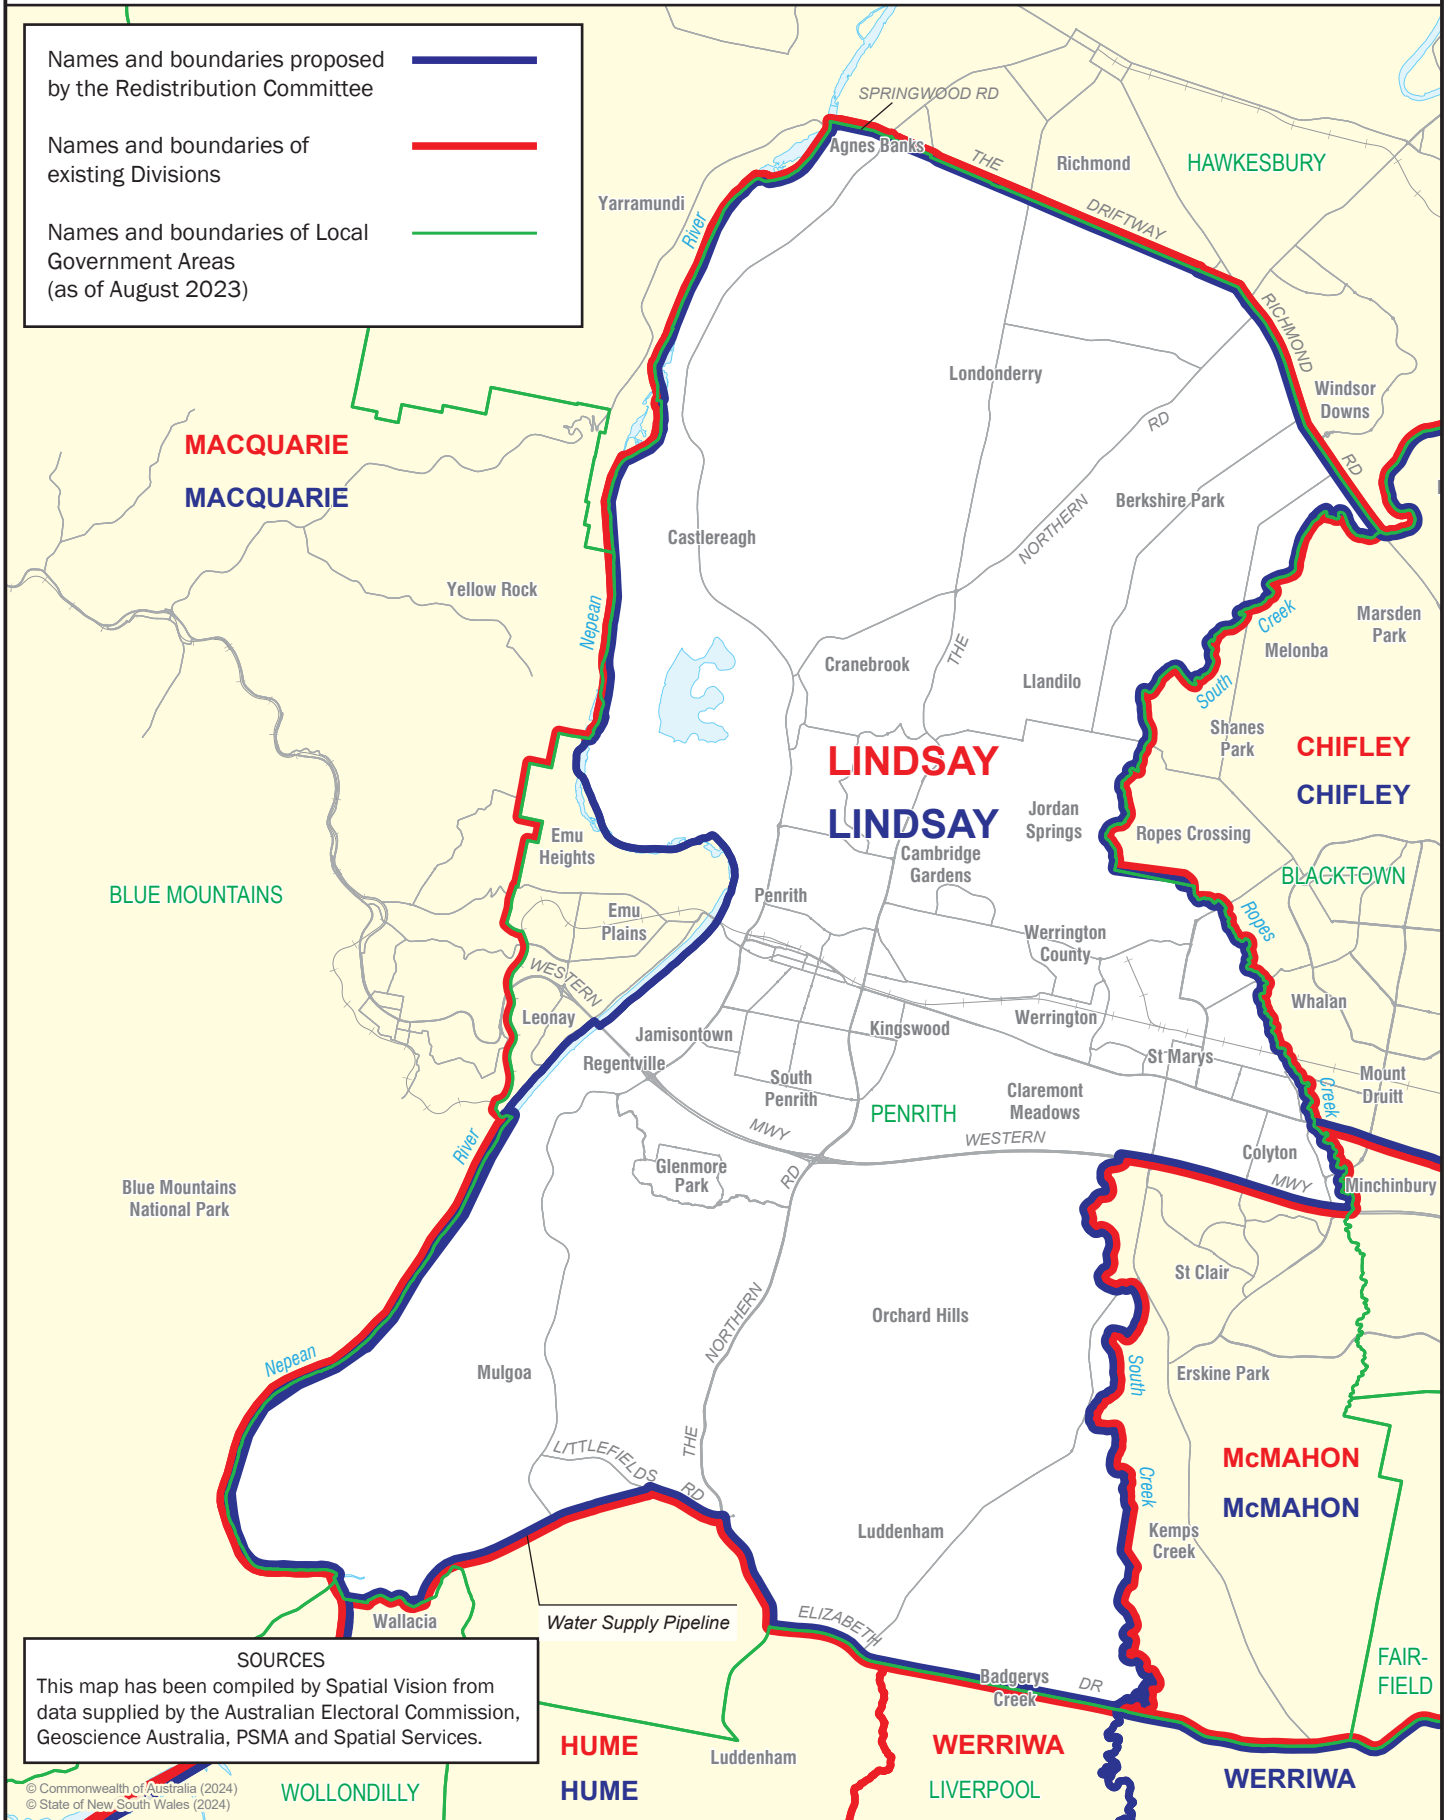 Names and boundaries proposed
by the Redistribution Committee
Names and boundaries of
existing Divisions
Names and boundaries of Local
Government Areas
(as of August 2023)
SPRINGWOOD RD
Agnes Banks
THE
DRIFTWAY
Richmond
HAWKESBURY
Yarramundi
River
RICHMOND
RD
Londonderry
Windsor
Downs
RD
MACQUARIE
MACQUARIE
Berkshire Park
NORTHERN
THE
Castlereagh
Yellow Rock
Nepean
Creek
South
Marsden
Park
Melonba
Cranebrook
Llandilo
Shanes
Park
LINDSAY
LINDSAY
CHIFLEY
CHIFLEY
Jordan
Springs
Ropes Crossing
Emu
Heights
Cambridge
Gardens
BLACKTOWN
BLUE MOUNTAINS
Penrith
Emu
Plains
Ropes
Creek
Werrington
County
WESTERN
Whalan
Leonay
Jamisontown
Kingswood
Werrington
Regentville
St Marys
South
Penrith
Mount
Druitt
Claremont
Meadows
PENRITH
MWY
WESTERN
MWY
River
Colyton
Glenmore
Park
RD
Minchinbury
Blue Mountains
National Park
St Clair
NORTHERN
THE
Orchard Hills
Nepean
Mulgoa
South
Creek
Erskine Park
LITTLEFIELDS
RD
McMAHON
McMAHON
Luddenham
Kemps
Creek
Wallacia
Water Supply Pipeline
ELIZABETH
DR
Badgerys
Creek
FAIR-
FIELD
SOURCES
This map has been compiled by Spatial Vision from
data supplied by the Australian Electoral Commission,
Geoscience Australia, PSMA and Spatial Services.
HUME
HUME
Luddenham
WERRIWA
LIVERPOOL
WERRIWA
WOLLONDILLY
© Commonwealth of Australia (2024)
© State of New South Wales (2024)